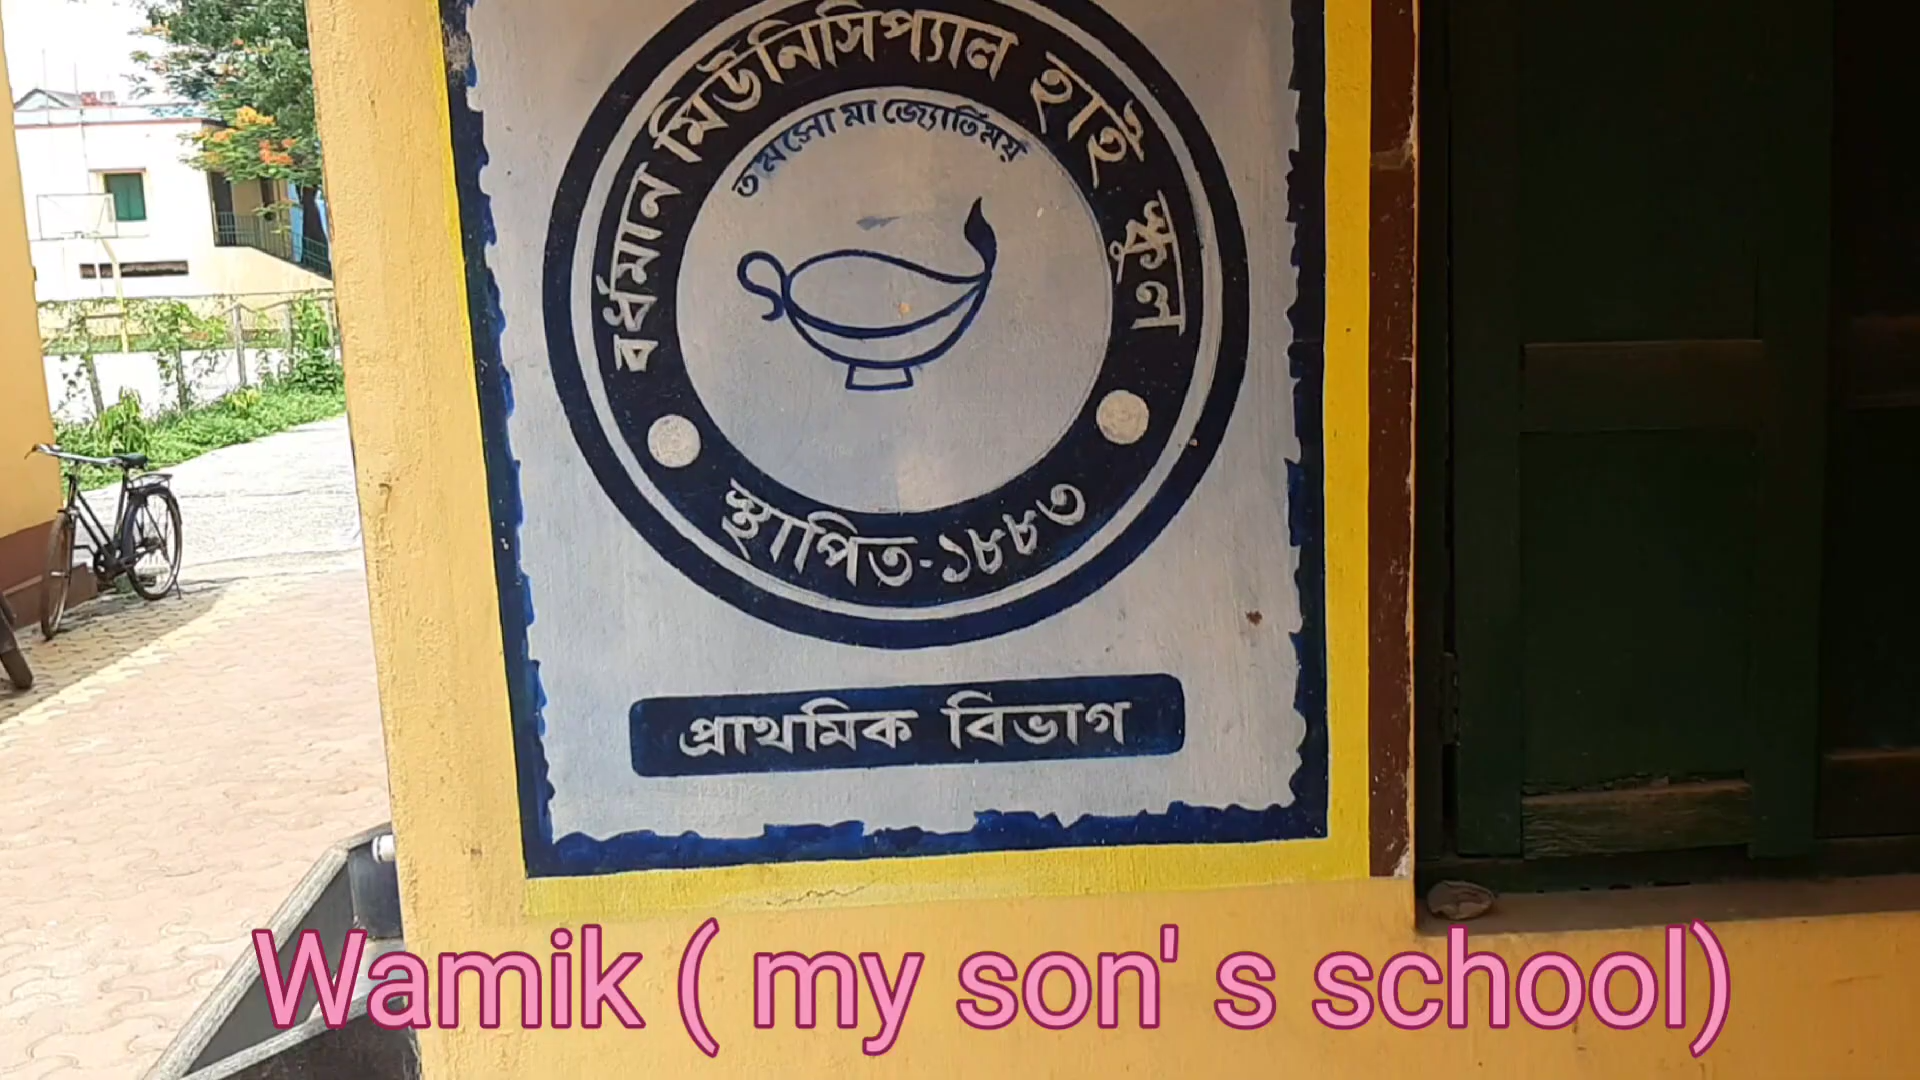 বর্ধমান মিউনিসিপ্যাল হাই স্কুল
তমসো মা জ্যোতির্ময়
স্থাপিত-১৮৮৩
প্রাথমিক বিভাগ
Wamik ( my son' s school)